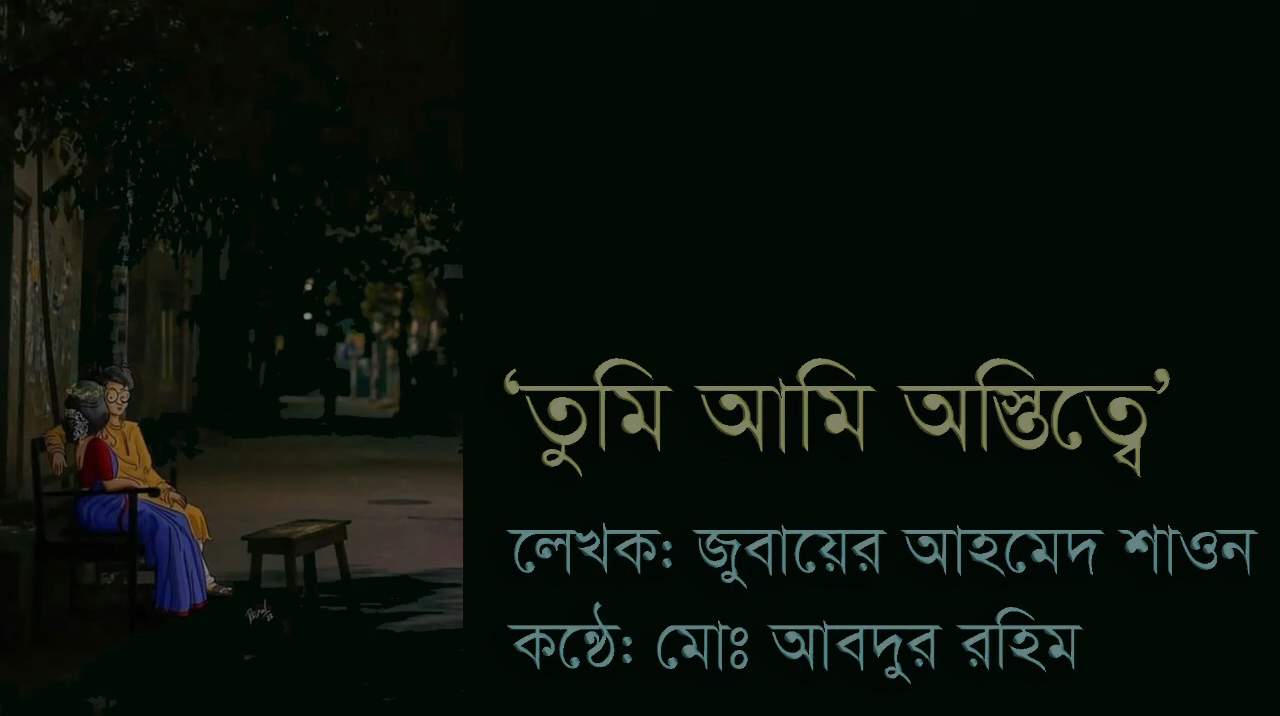 ‘তুমি আমি অস্তিত্বে’
লেখক: জুবায়ের আহমেদ শাওন
কন্ঠে: মোঃ আবদুর রহিম